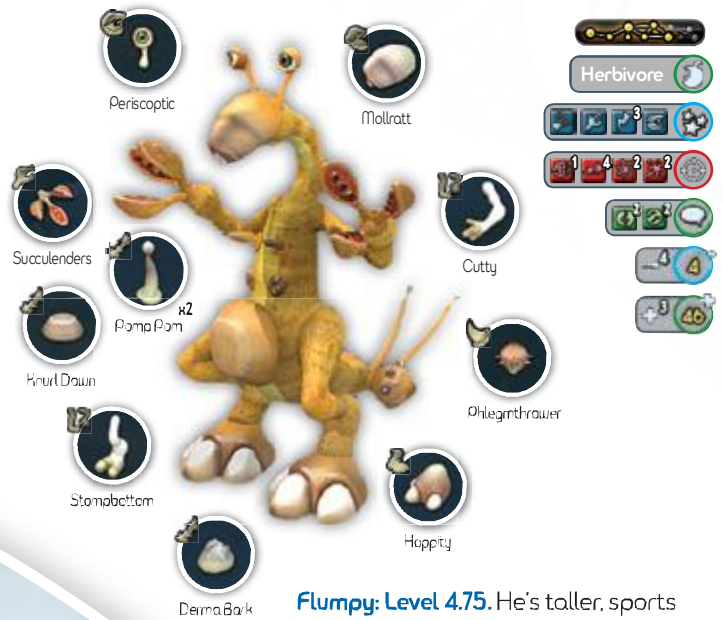 Periscoptic
Mollratt
Herbivore
3
1 4 2 2
Succulenders
Cutty
2 2
Pomp Pom x2
4 4
Knurl Down
3 46
Phlegmthrower
Stompbottom
Hoppity
Derma Bark
Flumpy: Level 4.75. He's taller, sports